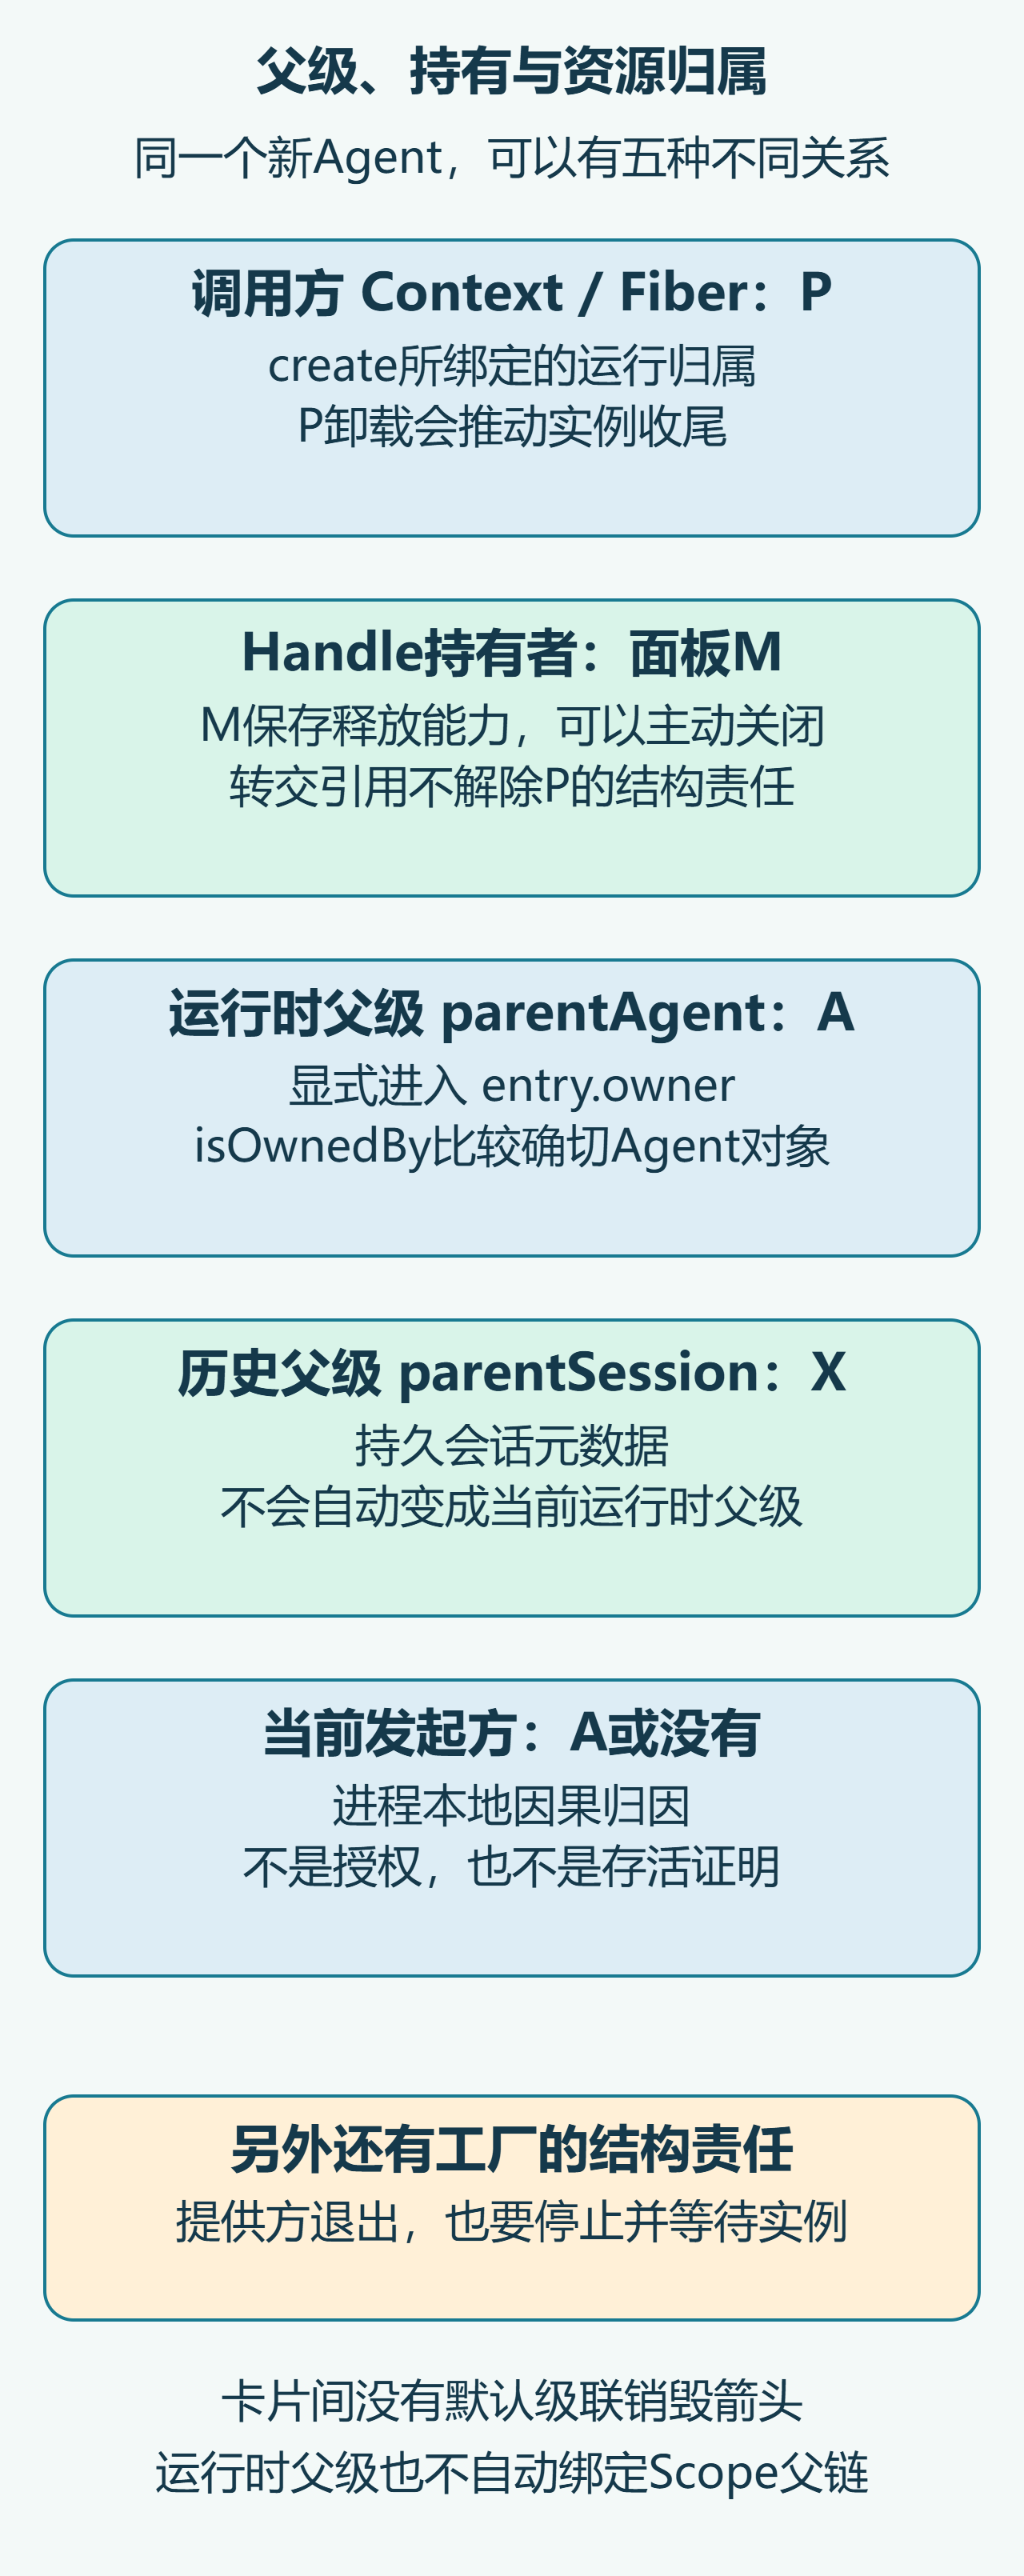 父级、持有与资源归属
同一个新Agent，可以有五种不同关系
调用方 Context / Fiber：P
create所绑定的运行归属
P卸载会推动实例收尾
Handle持有者：面板M
M保存释放能力，可以主动关闭
转交引用不解除P的结构责任
运行时父级 parentAgent：A
显式进入 entry.owner
isOwnedBy比较确切Agent对象
历史父级 parentSession：X
持久会话元数据
不会自动变成当前运行时父级
当前发起方：A或没有
进程本地因果归因
不是授权，也不是存活证明
另外还有工厂的结构责任
提供方退出，也要停止并等待实例
卡片间没有默认级联销毁箭头
运行时父级也不自动绑定Scope父链